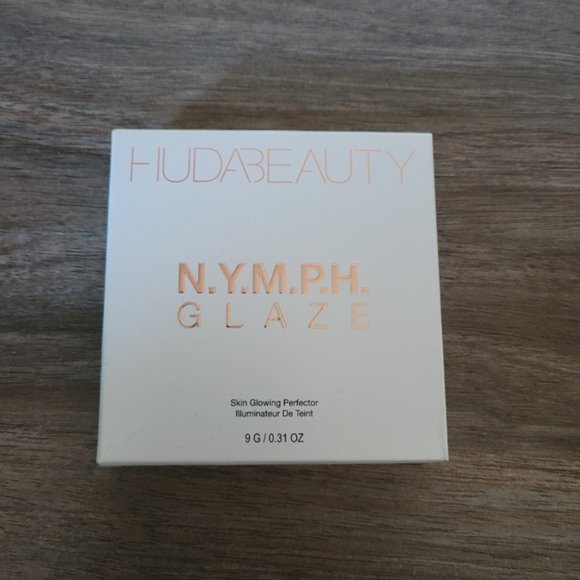 HUDABEAUTY
N.Y.M.P.H.
GLAZE
Skin Glowing Perfector
Illuminateur De Teint
9 G / 0.31 OZ